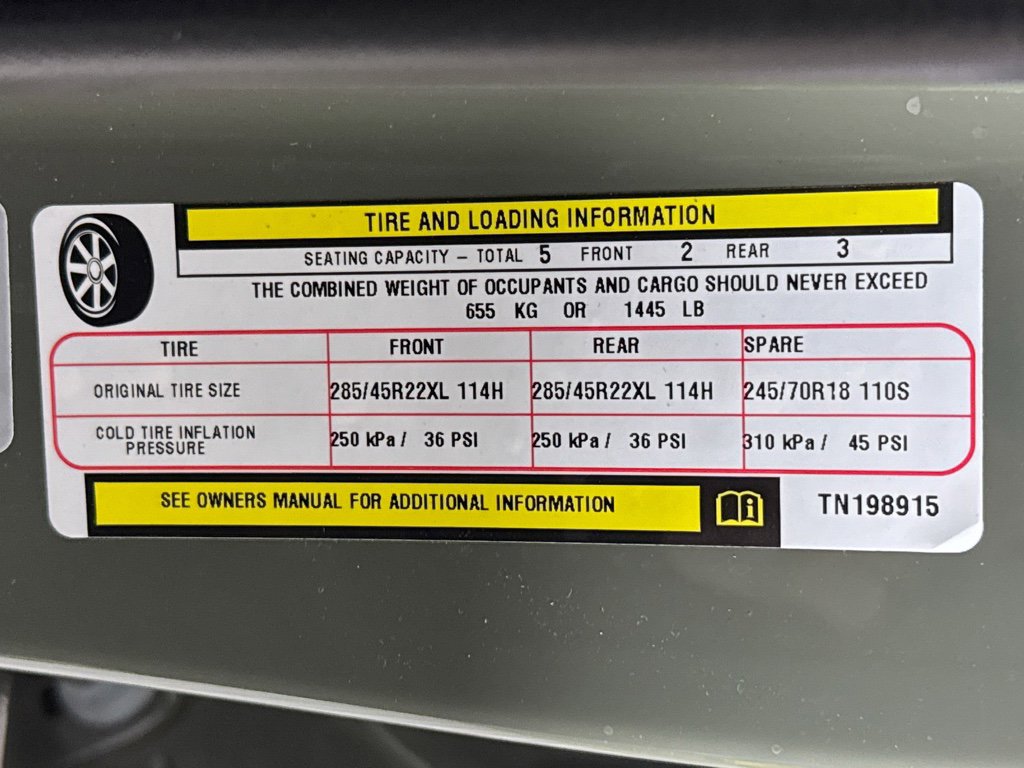 TIRE AND LOADING INFORMATION
SEATING CAPACITY – TOTAL 5 FRONT 2 REAR 3
THE COMBINED WEIGHT OF OCCUPANTS AND CARGO SHOULD NEVER EXCEED
655 KG OR 1445 LB
TIRE FRONT REAR SPARE
ORIGINAL TIRE SIZE 285/45R22XL 114H 285/45R22XL 114H 245/70R18 110S
COLD TIRE INFLATION
PRESSURE 250 kPa / 36 PSI 250 kPa / 36 PSI 310 kPa / 45 PSI
SEE OWNERS MANUAL FOR ADDITIONAL INFORMATION
TN198915